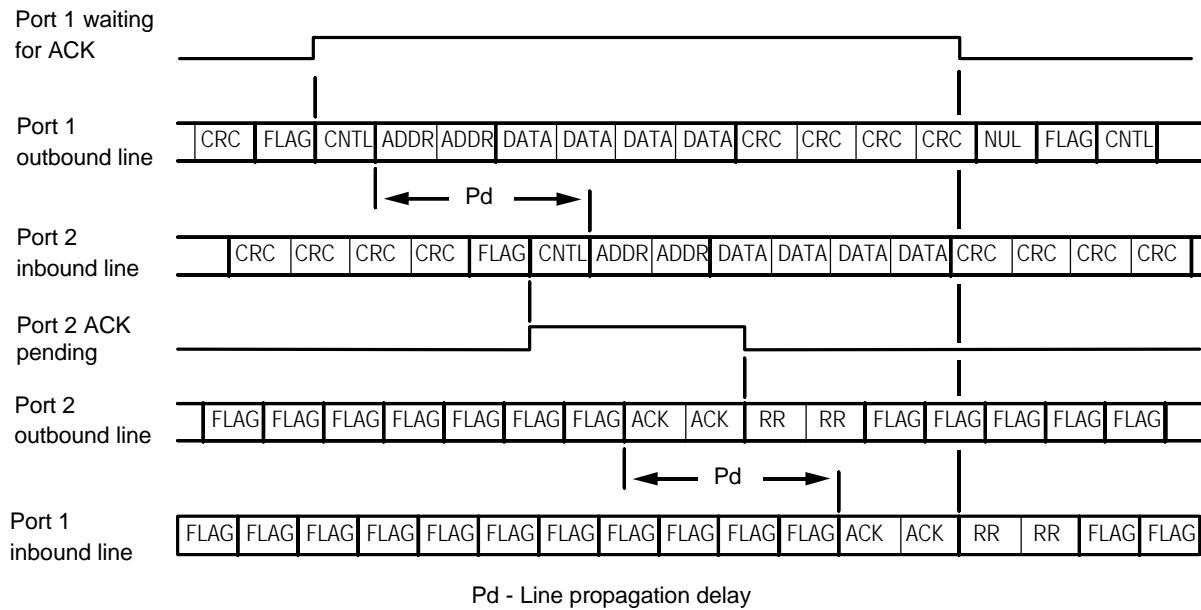 Port 1 waiting
for ACK
Port 1
outbound line
CRC FLAG CNTL ADDR ADDR DATA DATA DATA DATA CRC CRC CRC CRC NUL FLAG CNTL
Pd
Port 2
inbound line
CRC CRC CRC CRC FLAG CNTL ADDR ADDR DATA DATA DATA DATA CRC CRC CRC CRC
Port 2 ACK
pending
Port 2
outbound line
FLAG FLAG FLAG FLAG FLAG FLAG FLAG ACK ACK RR RR FLAG FLAG FLAG FLAG FLAG
Pd
Port 1
inbound line
FLAG FLAG FLAG FLAG FLAG FLAG FLAG FLAG FLAG FLAG FLAG ACK ACK RR RR FLAG FLAG
Pd - Line propagation delay